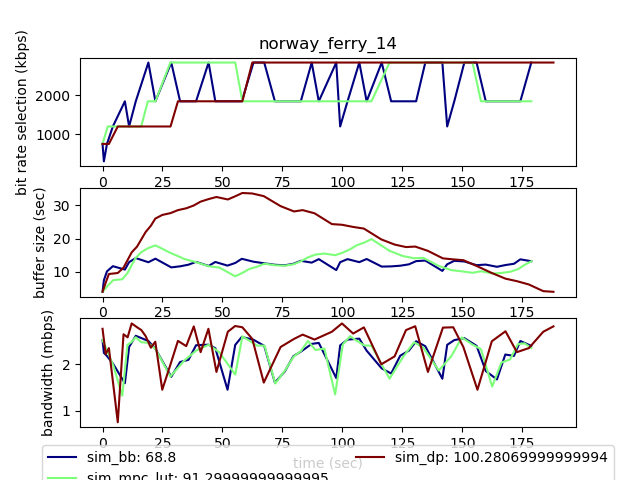 norway_ferry_14
bit rate selection (kbps)
2000
1000
0 25 50 75 100 125 150 175
buffer size (sec)
30
20
10
0 25 50 75 100 125 150 175
bandwidth (mbps)
2
1
0 25 50 75 100 125 150 175
time (sec)
sim_bb: 68.8
sim_dp: 100.28069999999994
sim_mpc_lut: 91.29999999999995